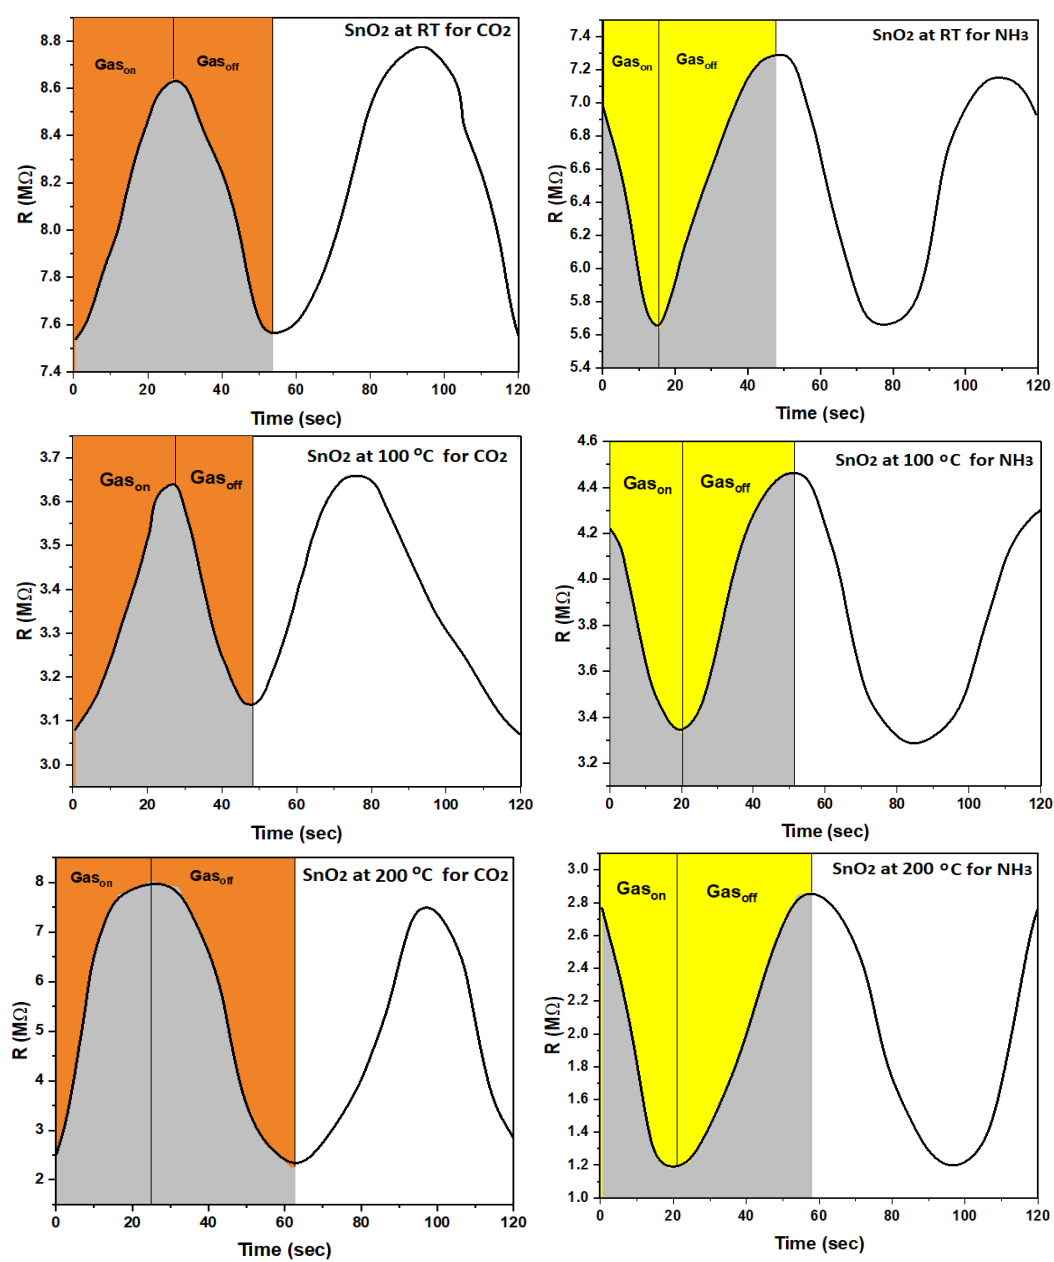 SnO2 at RT for CO2
Gason
Gasoff
R (MΩ)
8.8
8.6
8.4
8.2
8.0
7.8
7.6
7.4
0 20 40 60 80 100 120
Time (sec)
SnO2 at RT for NH3
Gason
Gasoff
R (MΩ)
7.4
7.2
7.0
6.8
6.6
6.4
6.2
6.0
5.8
5.6
5.4
0 20 40 60 80 100 120
Time (sec)
SnO2 at 100 °C for CO2
Gason
Gasoff
R (MΩ)
3.7
3.6
3.5
3.4
3.3
3.2
3.1
3.0
0 20 40 60 80 100 120
Time (sec)
SnO2 at 100 °C for NH3
Gason
Gasoff
R (MΩ)
4.6
4.4
4.2
4.0
3.8
3.6
3.4
3.2
0 20 40 60 80 100 120
Time (sec)
SnO2 at 200 °C for CO2
Gason
Gasoff
R (MΩ)
8
7
6
5
4
3
2
0 20 40 60 80 100 120
Time (sec)
SnO2 at 200 °C for NH3
Gason
Gasoff
R (MΩ)
3.0
2.8
2.6
2.4
2.2
2.0
1.8
1.6
1.4
1.2
1.0
0 20 40 60 80 100 120
Time (sec)